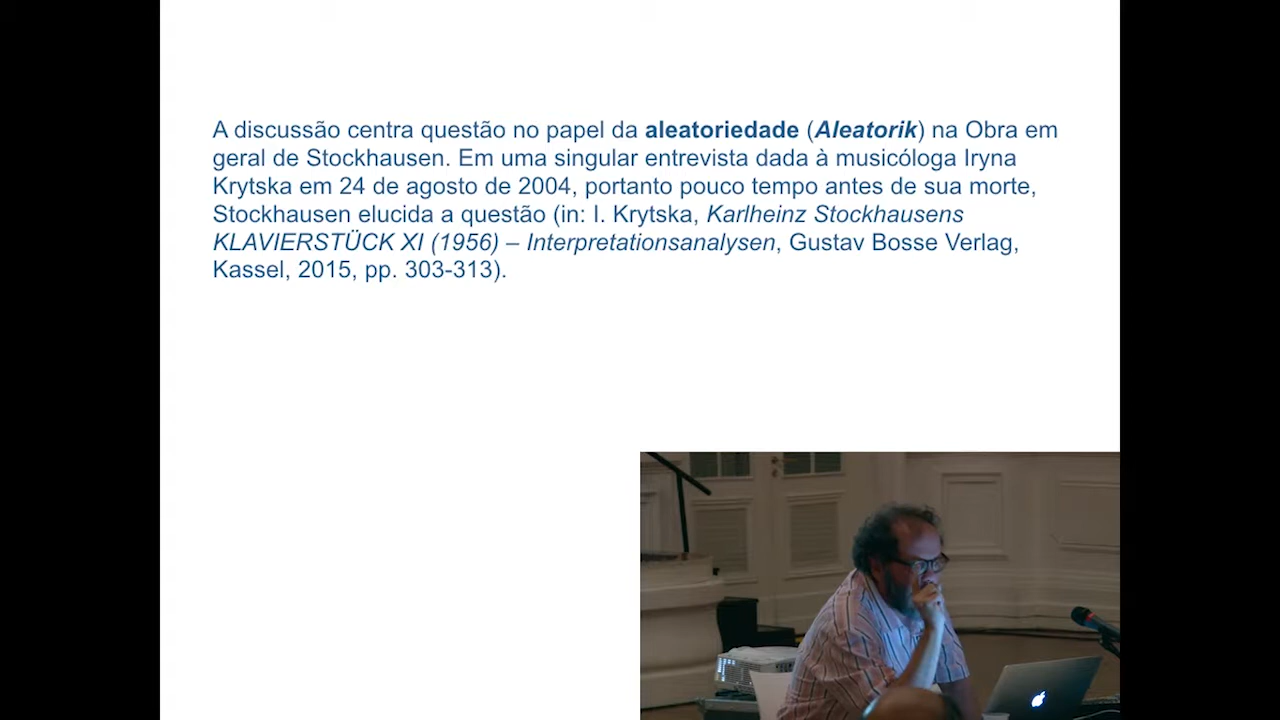 A discussão centra questão no papel da aleatoriedade (Aleatorik) na Obra em
geral de Stockhausen. Em uma singular entrevista dada à musicóloga Iryna
Krytska em 24 de agosto de 2004, portanto pouco tempo antes de sua morte,
Stockhausen elucida a questão (in: I. Krytska, Karlheinz Stockhausens
KLAVIERSTÜCK XI (1956) – Interpretationsanalysen, Gustav Bosse Verlag,
Kassel, 2015, pp. 303-313).